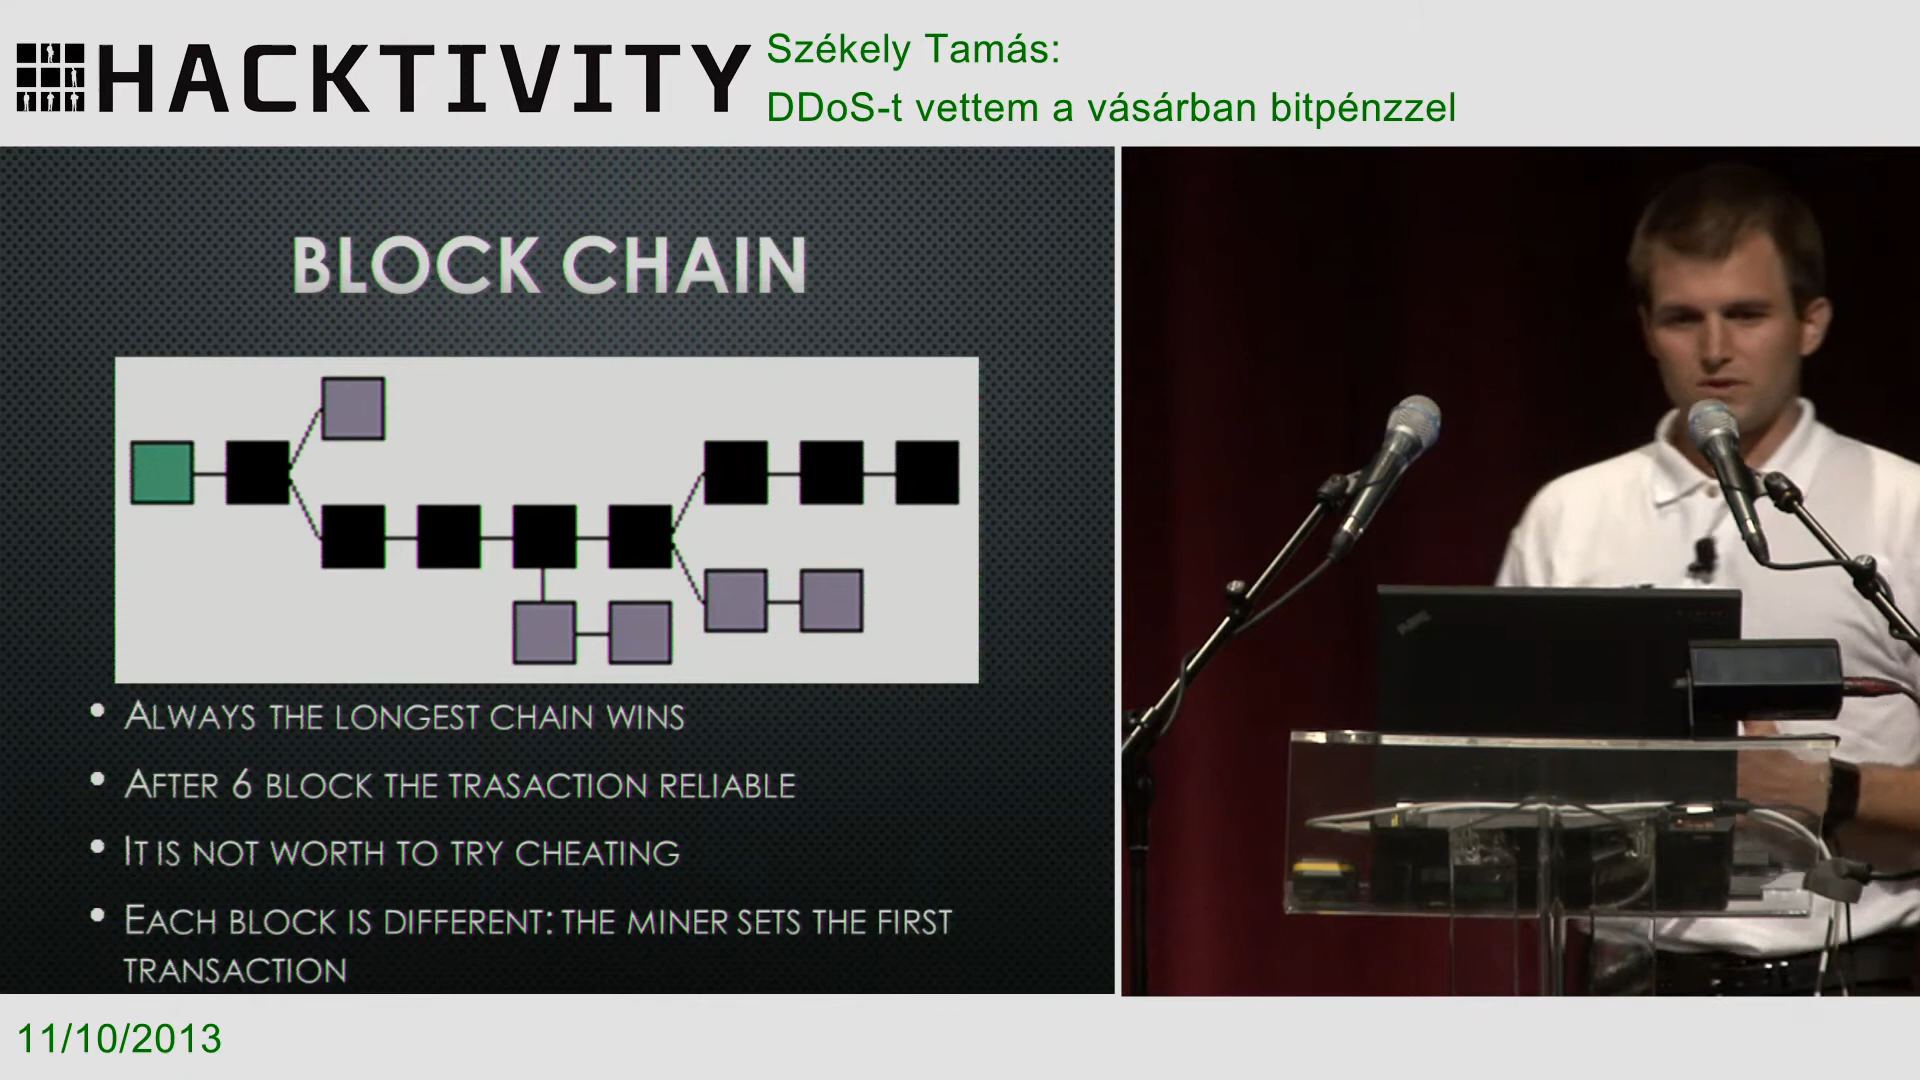 HACKTIVITY
Székely Tamás:
DDoS-t vettem a vásárban bitpénzzel
BLOCK CHAIN
• ALWAYS THE LONGEST CHAIN WINS
• AFTER 6 BLOCK THE TRASACTION RELIABLE
• IT IS NOT WORTH TO TRY CHEATING
• EACH BLOCK IS DIFFERENT: THE MINER SETS THE FIRST
TRANSACTION
11/10/2013